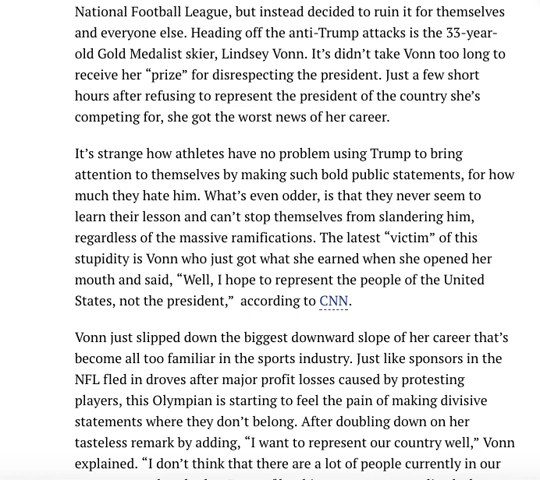 National Football League, but instead decided to ruin it for themselves
and everyone else. Heading off the anti-Trump attacks is the 33-year-
old Gold Medalist skier, Lindsey Vonn. It’s didn’t take Vonn too long to
receive her “prize” for disrespecting the president. Just a few short
hours after refusing to represent the president of the country she’s
competing for, she got the worst news of her career.
It’s strange how athletes have no problem using Trump to bring
attention to themselves by making such bold public statements, for how
much they hate him. What’s even odder, is that they never seem to
learn their lesson and can’t stop themselves from slandering him,
regardless of the massive ramifications. The latest “victim” of this
stupidity is Vonn who just got what she earned when she opened her
mouth and said, “Well, I hope to represent the people of the United
States, not the president,” according to CNN.
Vonn just slipped down the biggest downward slope of her career that’s
become all too familiar in the sports industry. Just like sponsors in the
NFL fled in droves after major profit losses caused by protesting
players, this Olympian is starting to feel the pain of making divisive
statements where they don’t belong. After doubling down on her
tasteless remark by adding, “I want to represent our country well,” Vonn
explained. “I don’t think that there are a lot of people currently in our